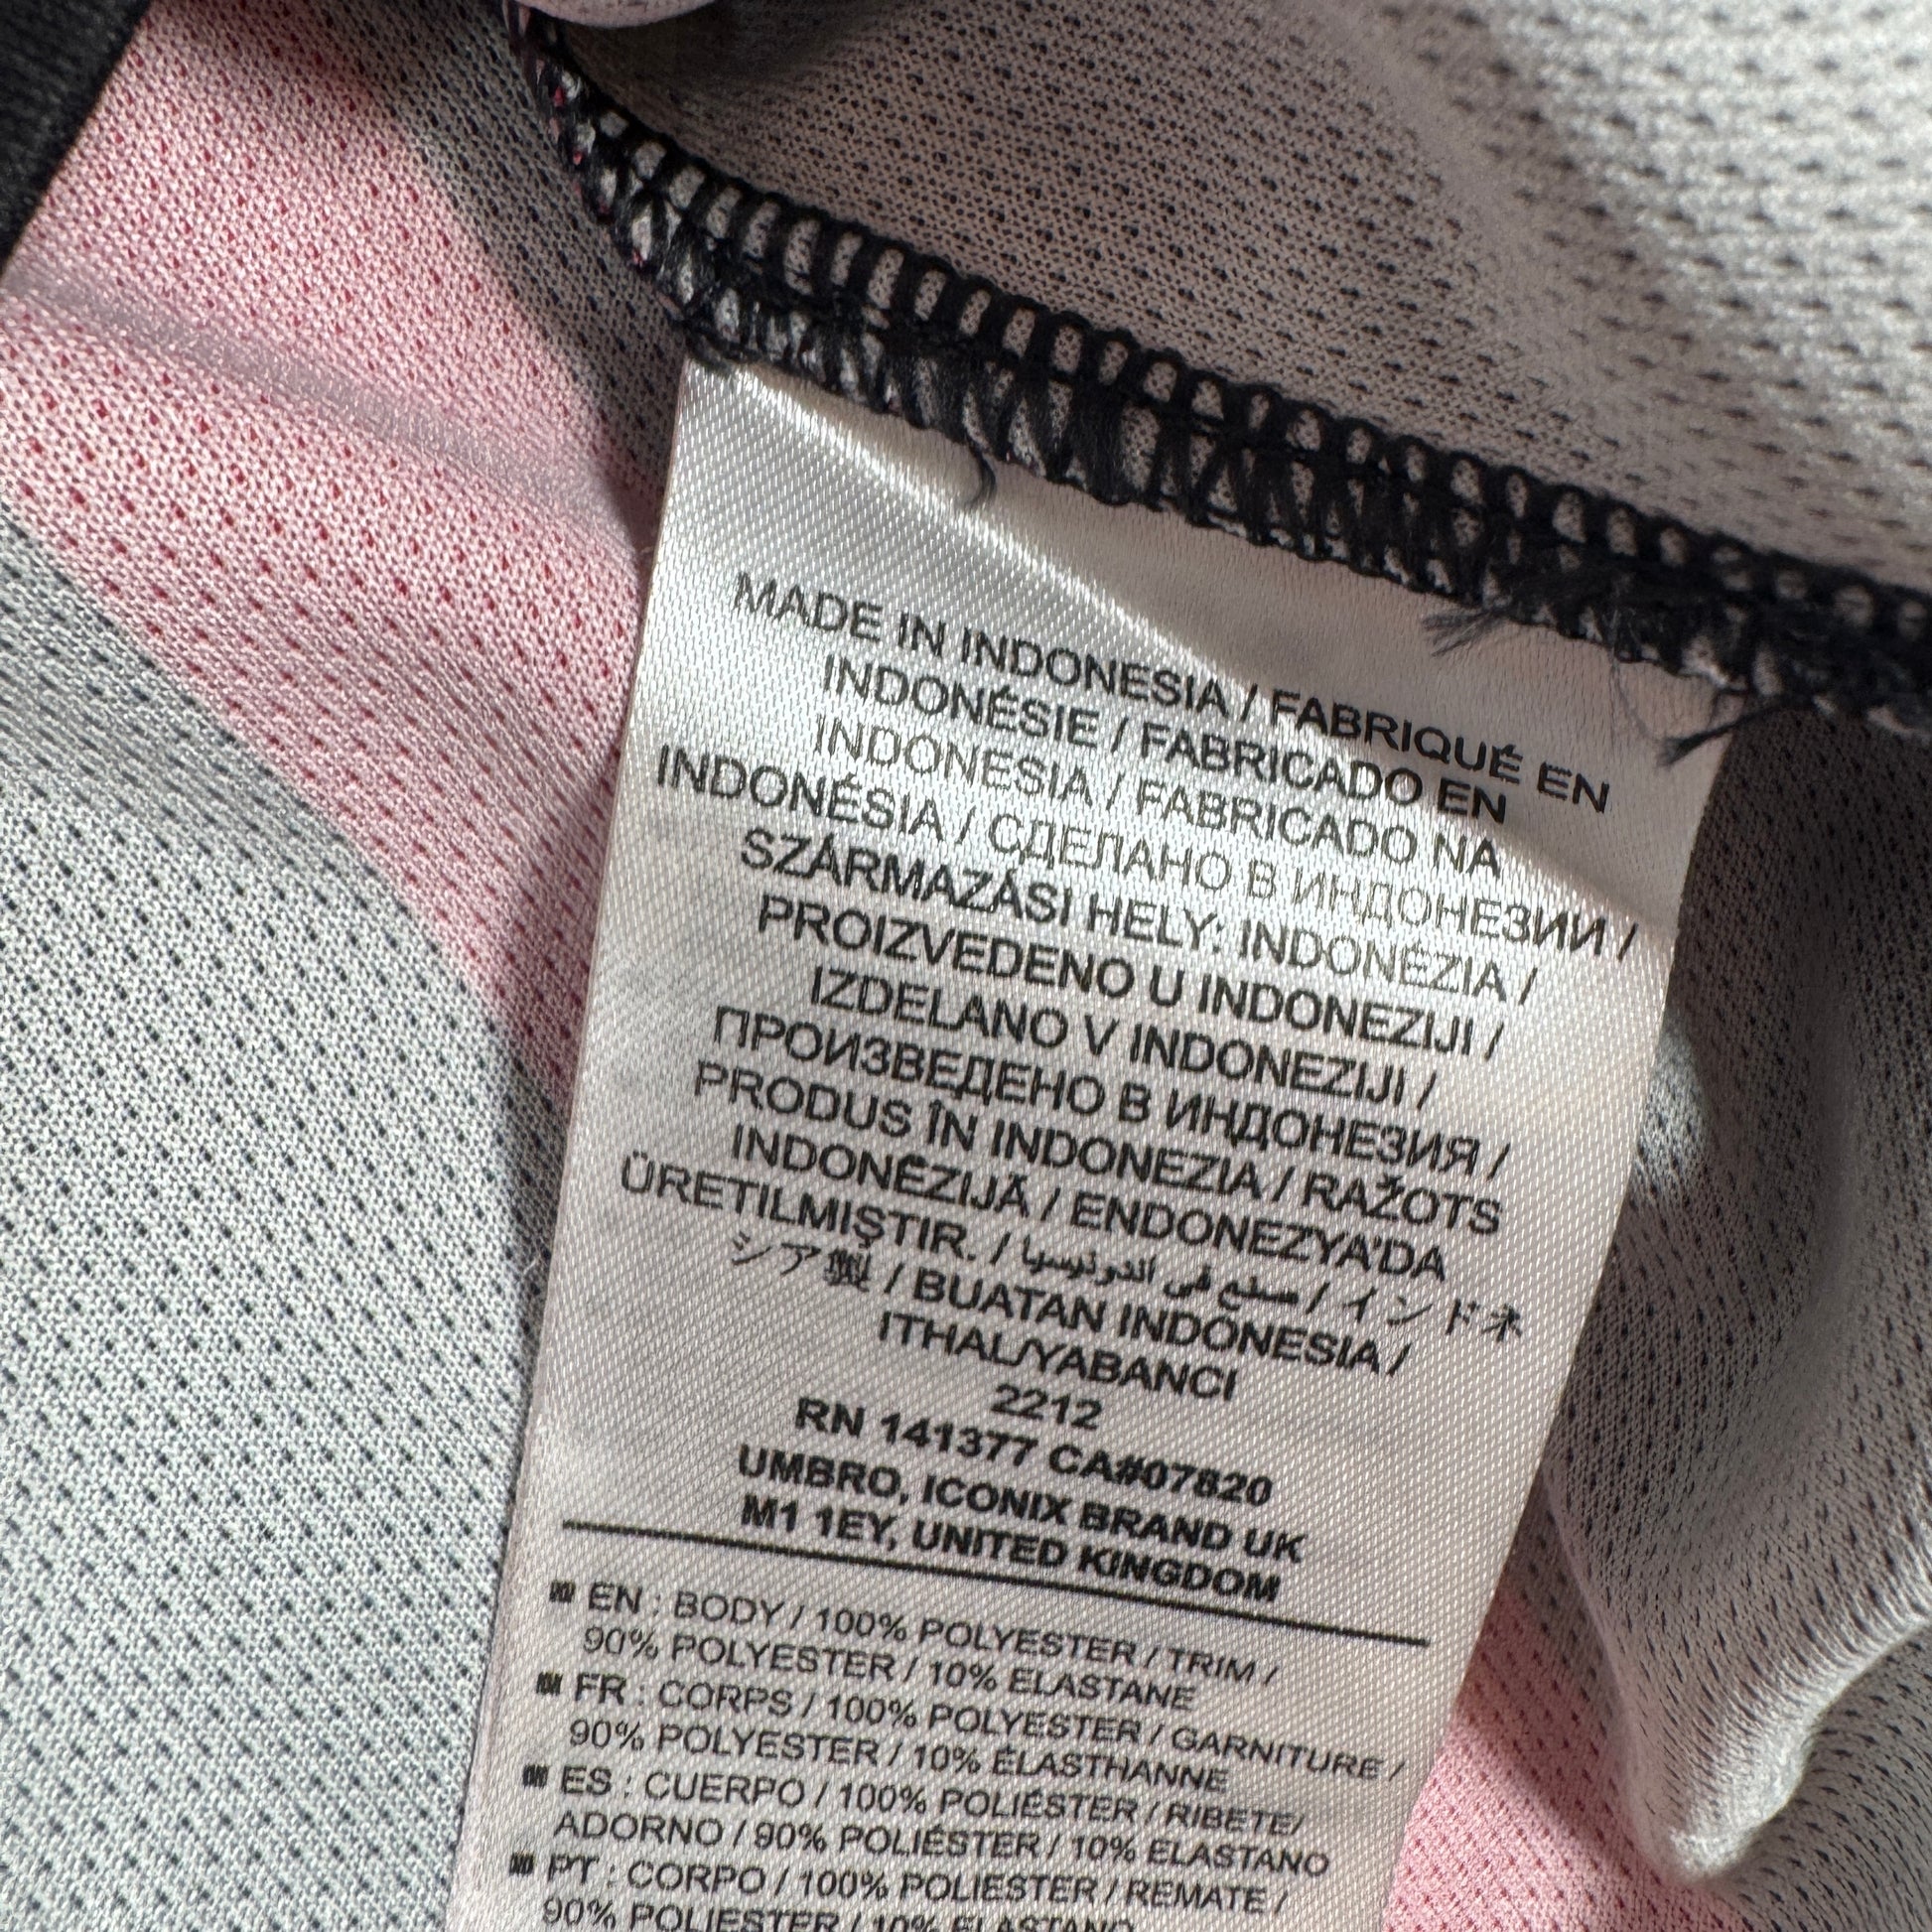 MADE IN INDONESIA / FABRIQUÉ EN
INDONÉSIE / FABRICADO EN
INDONESIA / FABRICADO NA
INDONÉSIA / СДЕЛАНО В ИНДОНЕЗИИ /
SZÁRMAZÁSI HELY: INDONÉZIA /
PROIZVEDENO U INDONEZIJI /
IZDELANO V INDONEZIJI /
ПРОИЗВЕДЕНО В ИНДОНЕЗИЯ /
PRODUS ÎN INDONEZIA / RAŽOTS
INDONĒZIJĀ / ENDONEZYA'DA
ÜRETILMIŞTIR. / صنع في اندونيسيا / インドネ
シア製 / BUATAN INDONESIA /
ITHAL/YABANCI
2212
RN 141377 CA#07820
UMBRO, ICONIX BRAND UK
M1 1EY, UNITED KINGDOM
EN : BODY / 100% POLYESTER / TRIM /
90% POLYESTER / 10% ELASTANE
FR : CORPS / 100% POLYESTER / GARNITURE /
90% POLYESTER / 10% ÉLASTHANNE
ES : CUERPO / 100% POLIÉSTER / RIBETE/
ADORNO / 90% POLIÉSTER / 10% ELASTANO
PT : CORPO / 100% POLIESTER / REMATE /
90% POLIESTER / 10% ELASTANO